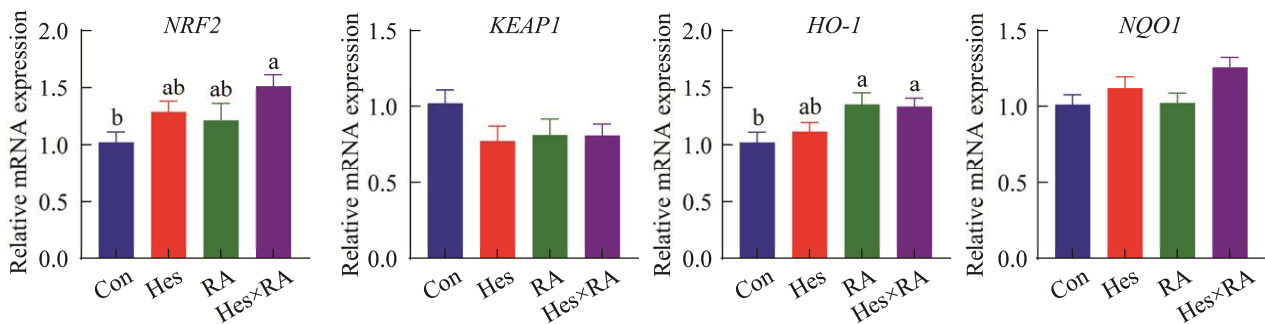 NRF2
Relative mRNA expression
2.0
1.5
1.0
0.5
0.0
b
ab
ab
a
Con
Hes
RA
Hes×RA
KEAP1
Relative mRNA expression
1.5
1.0
0.5
0.0
Con
Hes
RA
Hes×RA
HO-1
Relative mRNA expression
2.0
1.5
1.0
0.5
0.0
b
ab
a
a
Con
Hes
RA
Hes×RA
NQO1
Relative mRNA expression
1.5
1.0
0.5
0.0
Con
Hes
RA
Hes×RA